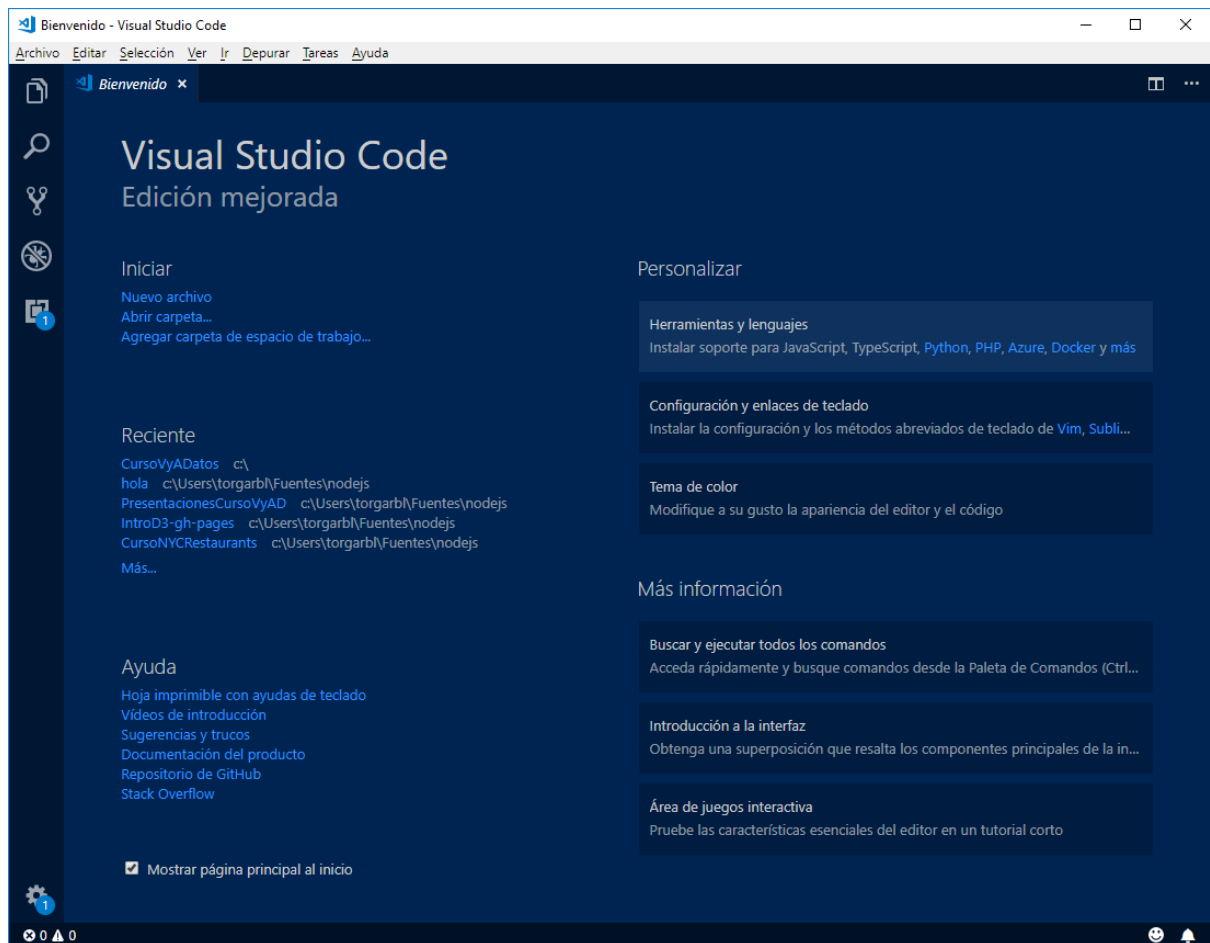 Bienvenido - Visual Studio Code
Archivo Editar Selección Ver Ir Depurar Tareas Ayuda
Bienvenido
Visual Studio Code
Edición mejorada
Iniciar
Nuevo archivo
Abrir carpeta...
Agregar carpeta de espacio de trabajo...
Reciente
CursoVyADatos c:\
hola c:\Users\torgarbl\Fuentes\nodejs
PresentacionesCursoVyAD c:\Users\torgarbl\Fuentes\nodejs
IntroD3-gh-pages c:\Users\torgarbl\Fuentes\nodejs
CursoNYCRestaurants c:\Users\torgarbl\Fuentes\nodejs
Más...
Ayuda
Hoja imprimible con ayudas de teclado
Vídeos de introducción
Sugerencias y trucos
Documentación del producto
Repositorio de GitHub
Stack Overflow
Mostrar página principal al inicio
Personalizar
Herramientas y lenguajes
Instalar soporte para JavaScript, TypeScript, Python, PHP, Azure, Docker y más
Configuración y enlaces de teclado
Instalar la configuración y los métodos abreviados de teclado de Vim, Subli...
Tema de color
Modifique a su gusto la apariencia del editor y el código
Más información
Buscar y ejecutar todos los comandos
Acceda rápidamente y busque comandos desde la Paleta de Comandos (Ctrl...
Introducción a la interfaz
Obtenga una superposición que resalta los componentes principales de la in...
Área de juegos interactiva
Pruebe las características esenciales del editor en un tutorial corto
1
1
0 0